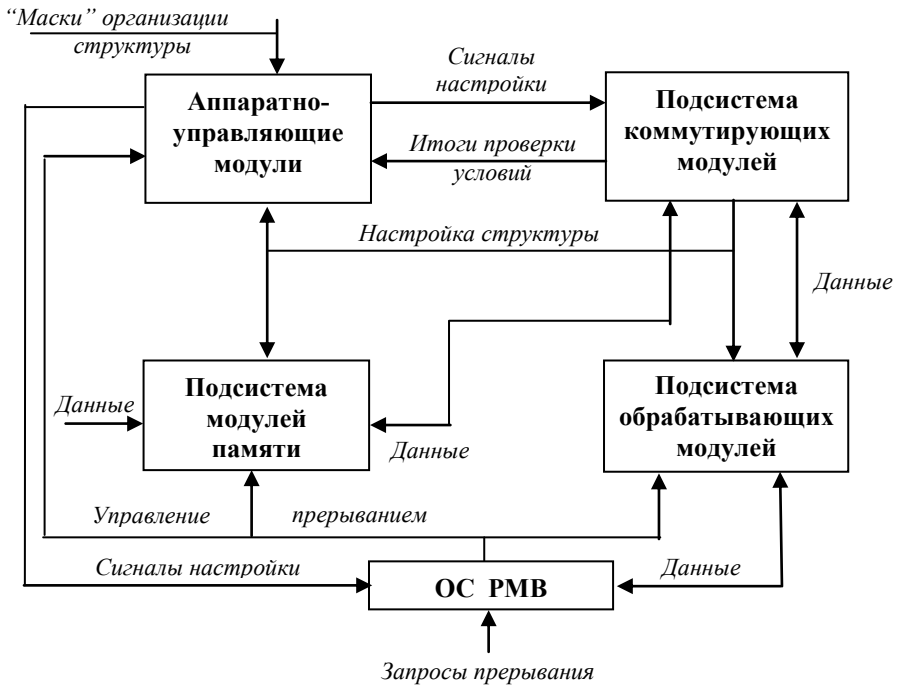 “Маски” организации
структуры
Сигналы
настройки
Аппаратно-
управляющие
модули
Подсистема
коммутирующих
модулей
Итоги проверки
условий
Настройка структуры
Данные
Подсистема
модулей
памяти
Подсистема
обрабатывающих
модулей
Данные
Данные
Управление прерыванием
Сигналы настройки
Данные
ОС РМВ
Запросы прерывания